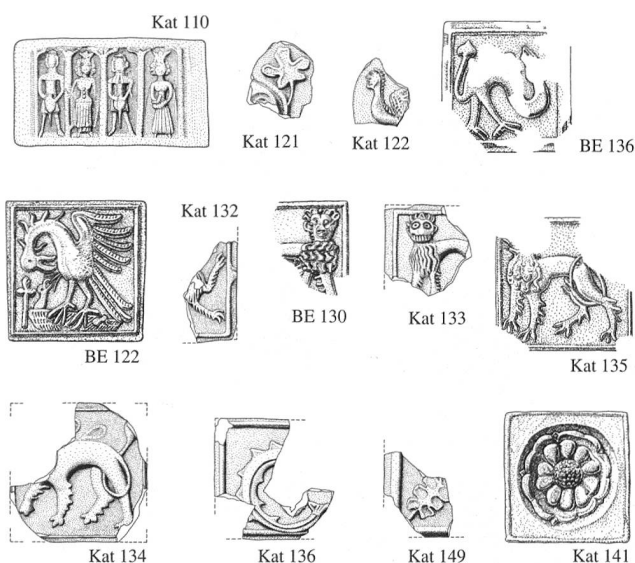 Kat 110
Kat 121
Kat 122
BE 136
BE 122
Kat 132
BE 130
Kat 133
Kat 135
Kat 134
Kat 136
Kat 149
Kat 141